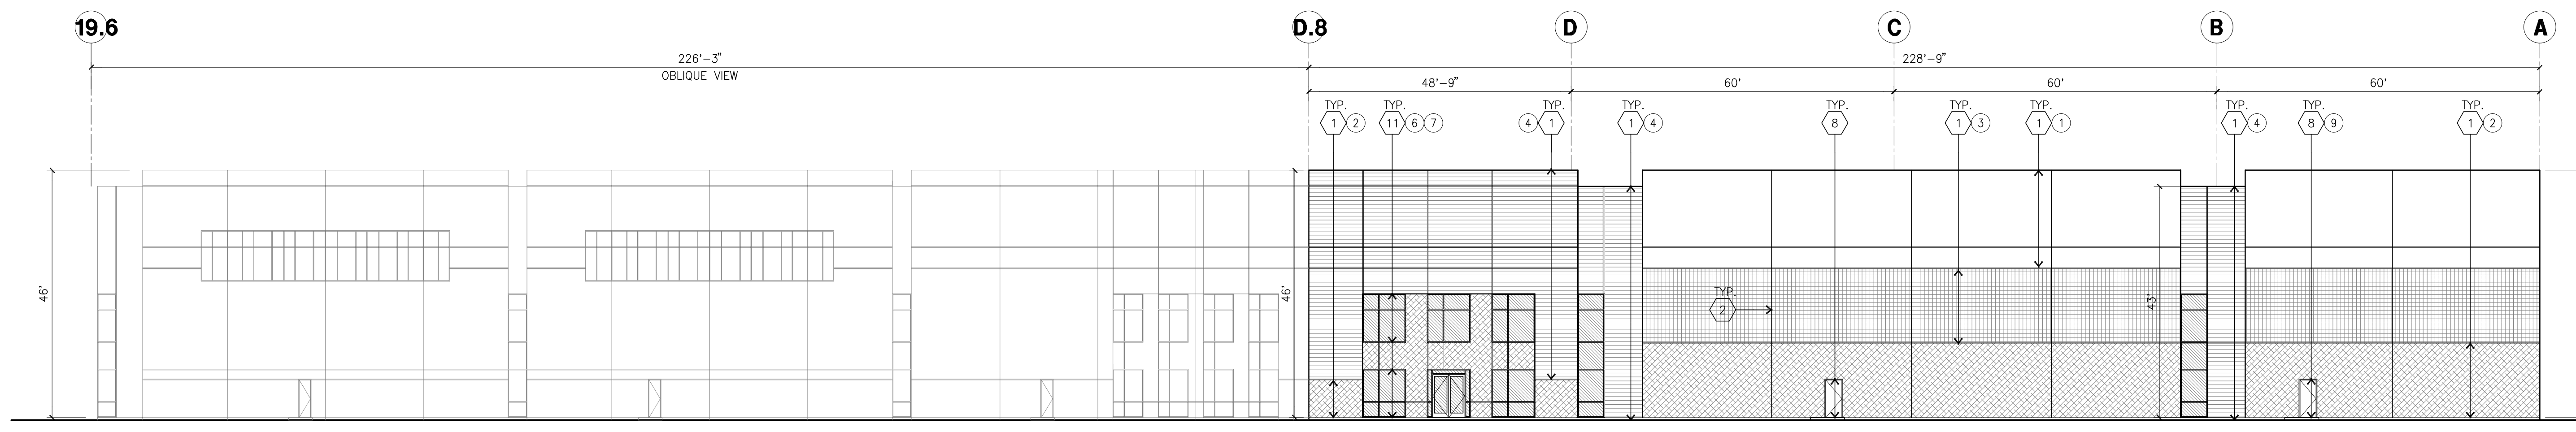 19.6 D.8 D C B A
226'-3" 228'-9"
OBLIQUE VIEW
48'-9" 60' 60' 60'
TYP. TYP. TYP. TYP. TYP. TYP. TYP. TYP. TYP. TYP.
1 2 11 6 7 4 1 1 4 8 1 3 1 1 1 4 8 9 1 2
46' 46' 43'
TYP.
2